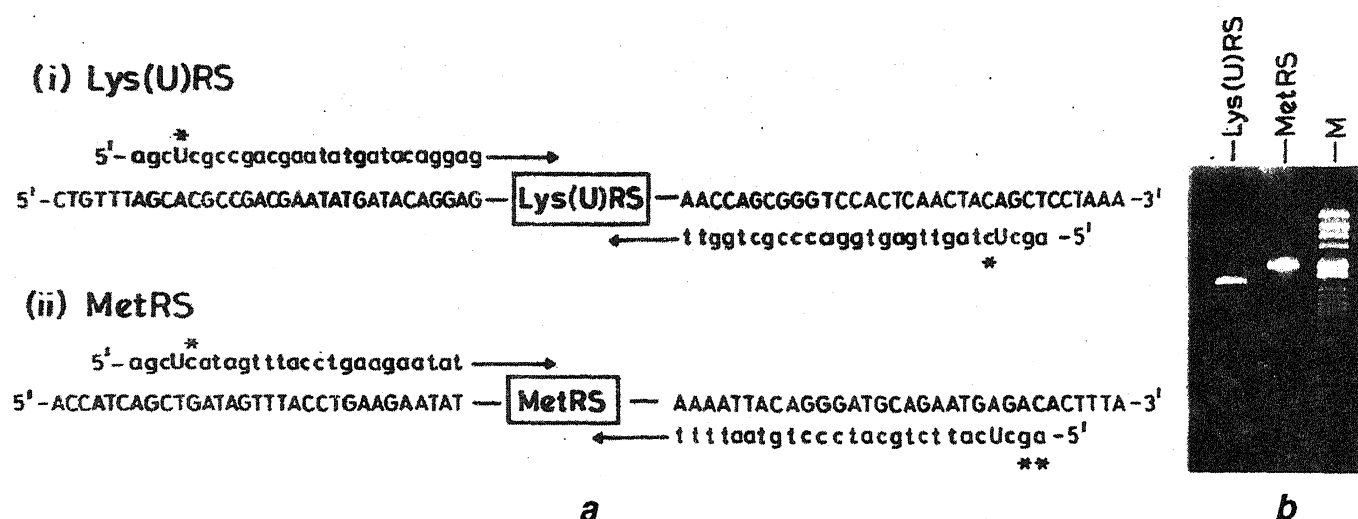 (i) Lys(U)RS
*
5'-agcUcgccgacgaatatgatacaggag
5'-CTGTTTAGCACGCCGACGAATATGATACAGGAG — Lys(U)RS — AACCAGCGGGTCCACTCAACTACAGCTCCTAAA-3'
ttggtcgcccaggtgagttgatcUcga-5'
*
(ii) MetRS
*
5'-agcUcatagtttacctgaagaatat
5'-ACCATCAGCTGATAGTTTACCTGAAGAATAT — MetRS — AAAATTACAGGGATGCAGAATGAGACACTTTA-3'
ttttaatgtccctacgtcttacUcga-5'
**
a
Lys(U)RS
MetRS
M
b